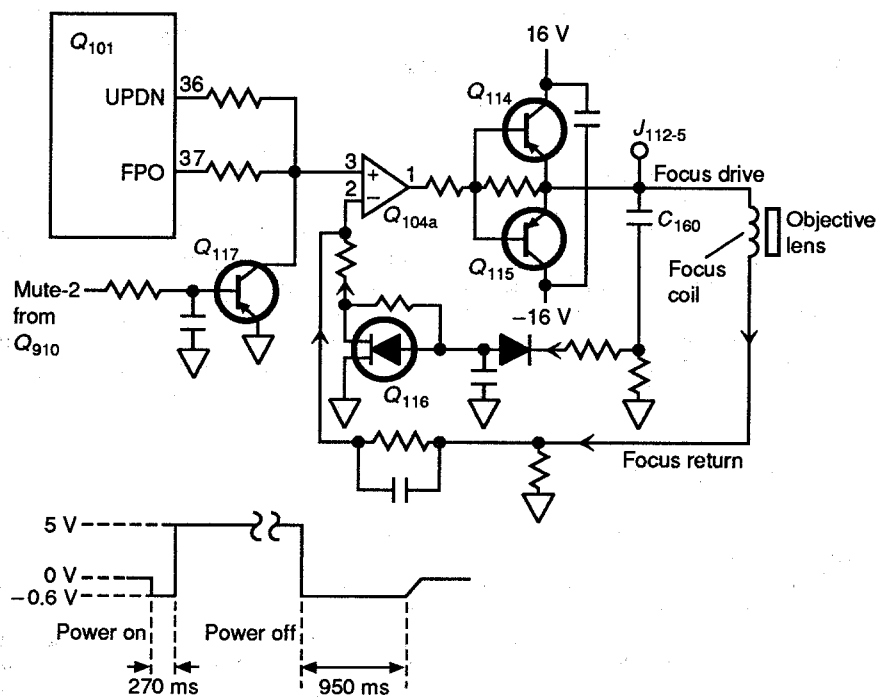 Q101
UPDN
36
FPO
37
Q117
Mute-2
from
Q910
3
+
2
−
1
Q104a
16 V
Q114
Q115
−16 V
J112-5
Focus drive
C160
Objective
lens
Focus
coil
Q116
Focus return
5 V
0 V
−0.6 V
Power on
Power off
270 ms
950 ms